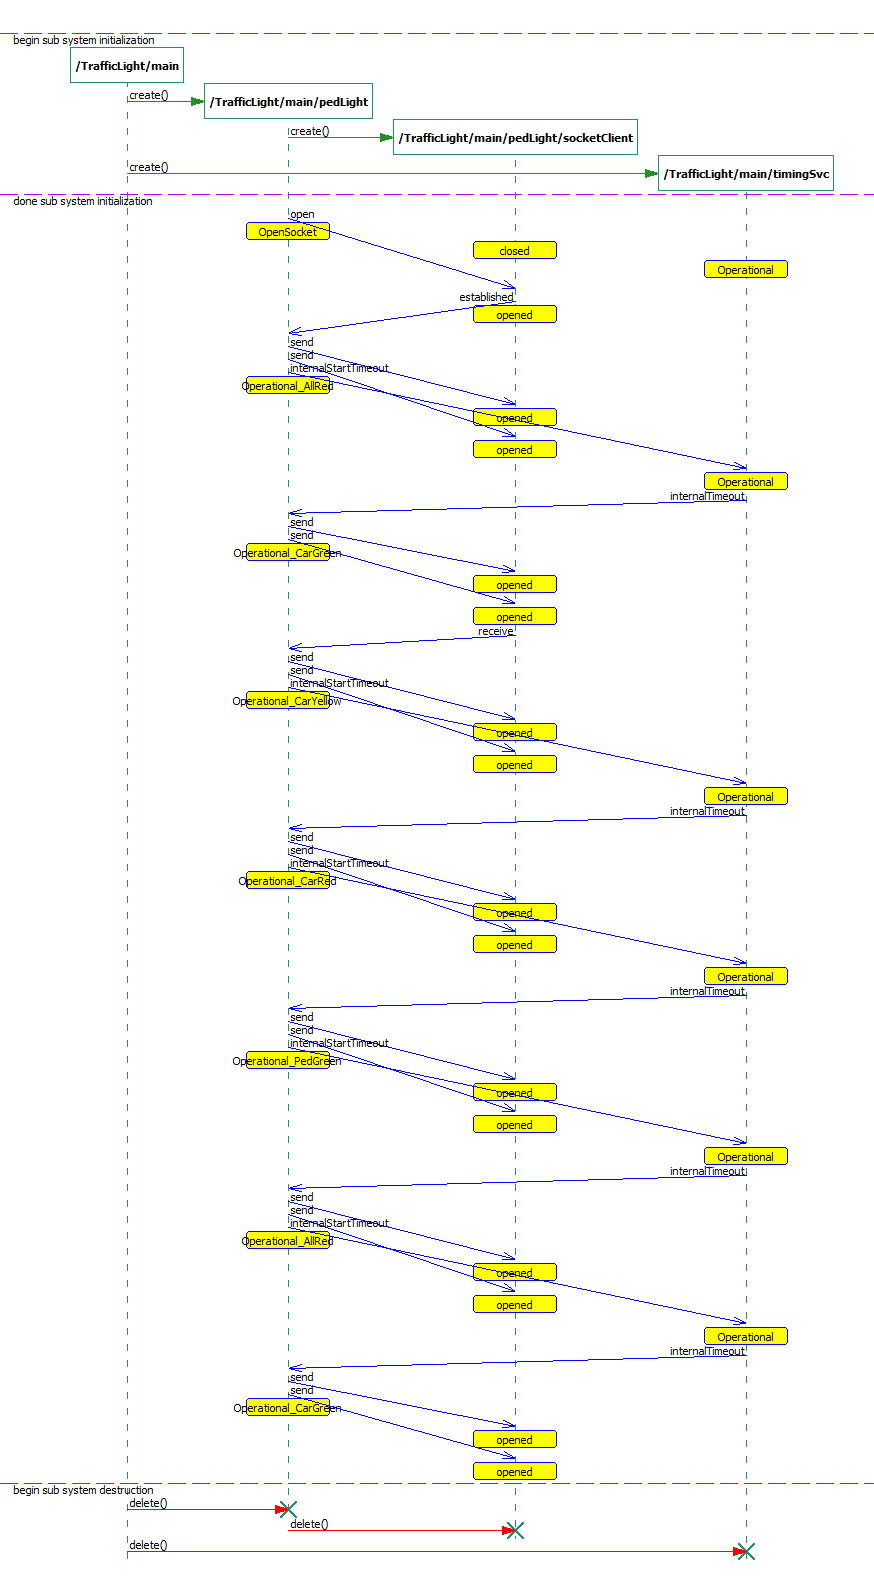 begin sub system initialization
/TrafficLight/main
create()
/TrafficLight/main/pedLight
create()
/TrafficLight/main/pedLight/socketClient
create()
/TrafficLight/main/timingSvc
done sub system initialization
open
OpenSocket
closed
Operational
established
opened
send
send
internalStartTimeout
Operational_AllRed
opened
opened
Operational
internalTimeout
send
send
Operational_CarGreen
opened
opened
receive
send
send
internalStartTimeout
Operational_CarYellow
opened
opened
Operational
internalTimeout
send
send
internalStartTimeout
Operational_CarRed
opened
opened
Operational
internalTimeout
send
send
internalStartTimeout
Operational_PedGreen
opened
opened
Operational
internalTimeout
send
send
internalStartTimeout
Operational_AllRed
opened
opened
Operational
internalTimeout
send
send
Operational_CarGreen
opened
opened
begin sub system destruction
delete()
delete()
delete()